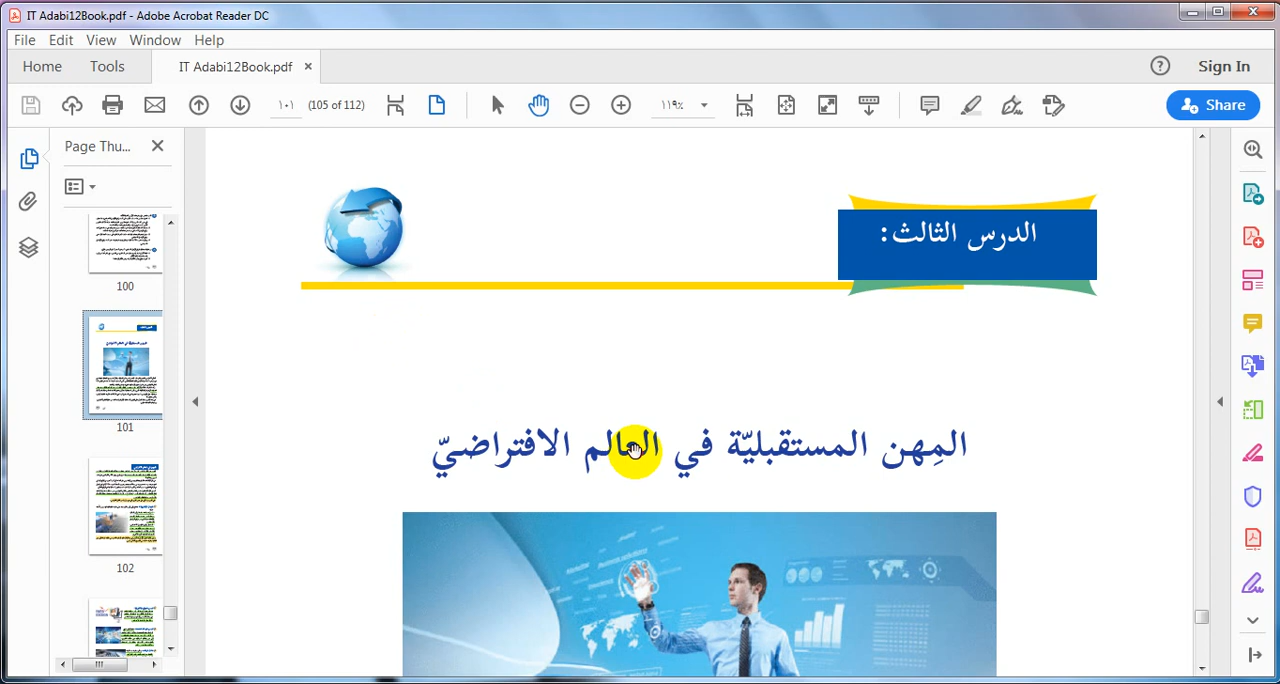 IT Adabi12Book.pdf - Adobe Acrobat Reader DC
File Edit View Window Help
Home Tools IT Adabi12Book.pdf × Sign In
١٠١ (105 of 112) ١١٩٪ Share
Page Thu...
100
101
102
الدرس الثالث:
المِهن المستقبليّة في العالم الافتراضيّ